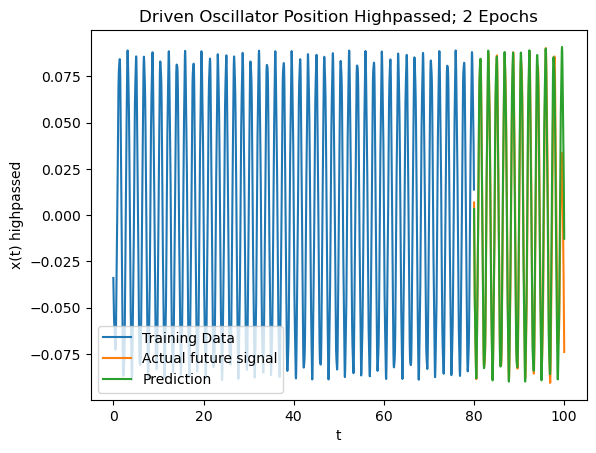 Driven Oscillator Position Highpassed; 2 Epochs
x(t) highpassed
0.075
0.050
0.025
0.000
−0.025
−0.050
−0.075
Training Data
Actual future signal
Prediction
0 20 40 60 80 100
t